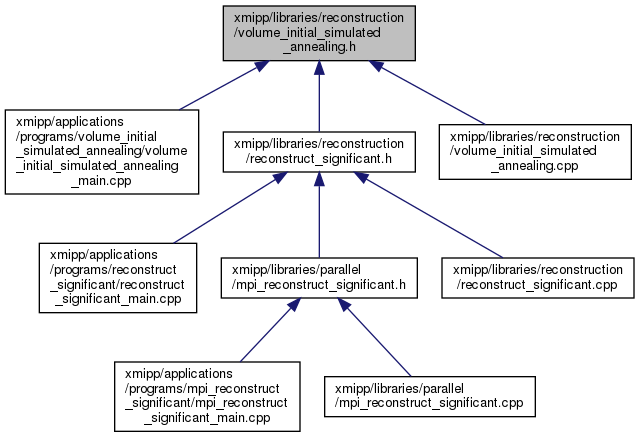 xmipp/libraries/reconstruction
/volume_initial_simulated
_annealing.h
xmipp/applications
/programs/volume_initial
_simulated_annealing/volume
_initial_simulated_annealing
_main.cpp
xmipp/libraries/reconstruction
/reconstruct_significant.h
xmipp/libraries/reconstruction
/volume_initial_simulated
_annealing.cpp
xmipp/applications
/programs/reconstruct
_significant/reconstruct
_significant_main.cpp
xmipp/libraries/parallel
/mpi_reconstruct_significant.h
xmipp/libraries/reconstruction
/reconstruct_significant.cpp
xmipp/applications
/programs/mpi_reconstruct
_significant/mpi_reconstruct
_significant_main.cpp
xmipp/libraries/parallel
/mpi_reconstruct_significant.cpp